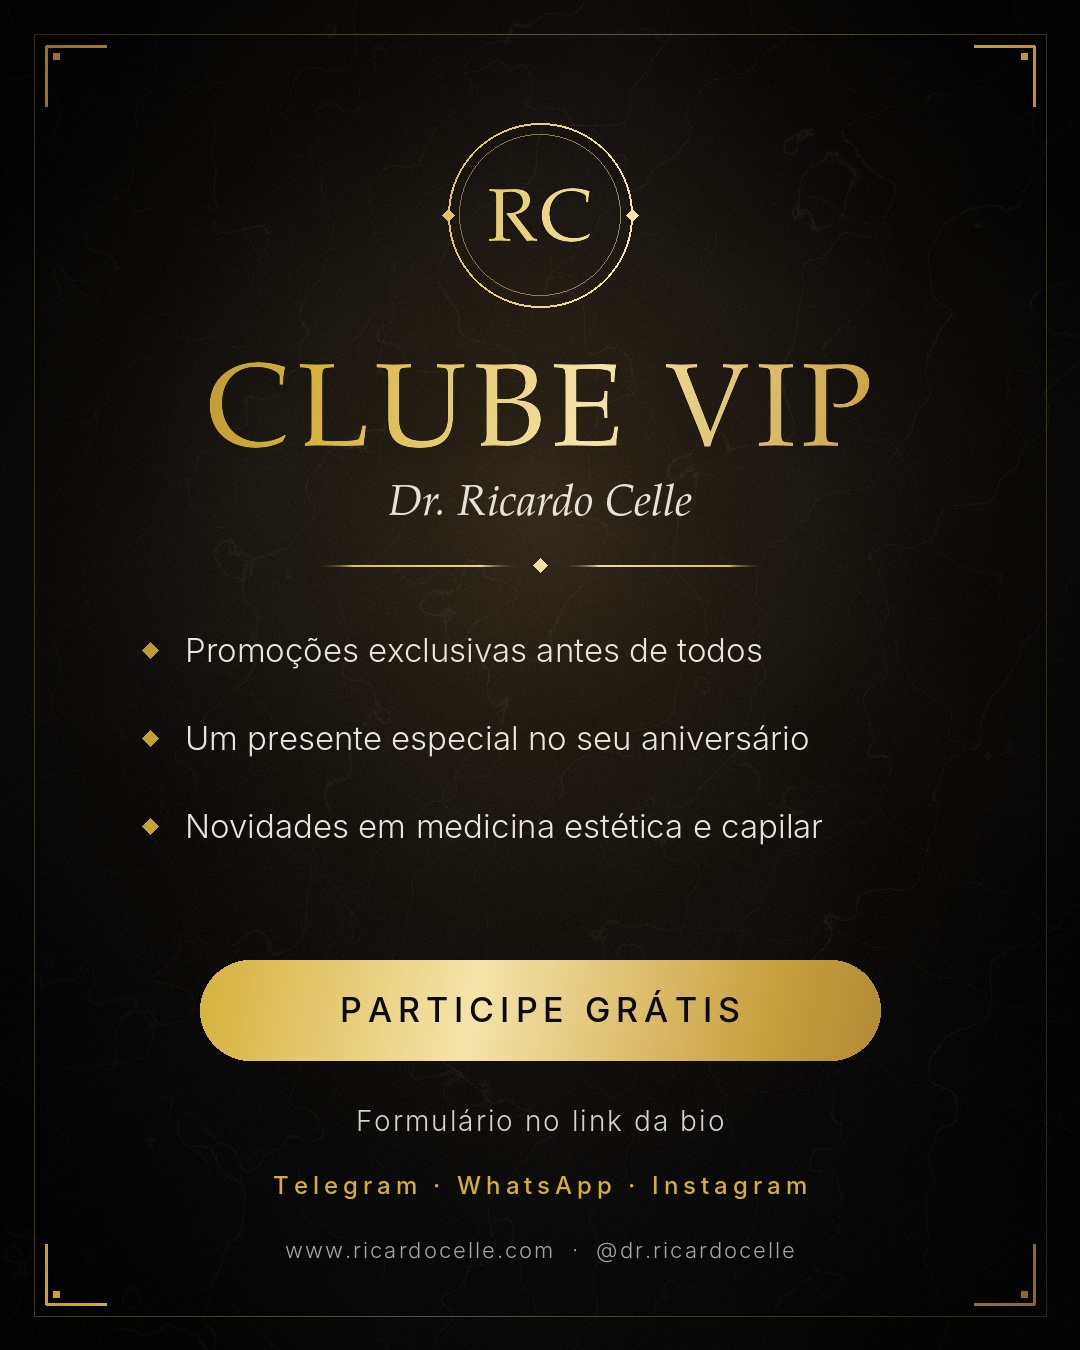 RC
CLUBE VIP
Dr. Ricardo Celle
Promoções exclusivas antes de todos
Um presente especial no seu aniversário
Novidades em medicina estética e capilar
PARTICIPE GRÁTIS
Formulário no link da bio
Telegram · WhatsApp · Instagram
www.ricardocelle.com · @dr.ricardocelle